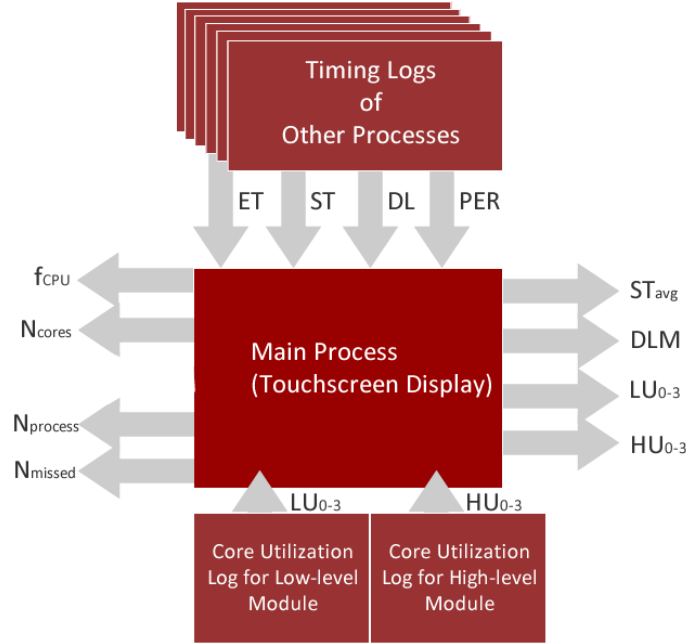 Timing Logs
of
Other Processes
ET
ST
DL
PER
fCPU
Ncores
Nprocess
Nmissed
Main Process
(Touchscreen Display)
STavg
DLM
LU0-3
HU0-3
LU0-3
HU0-3
Core Utilization
Log for Low-level
Module
Core Utilization
Log for High-level
Module